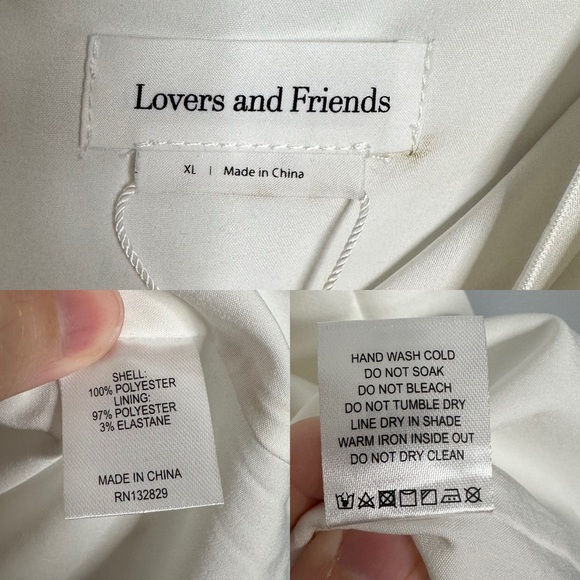 Lovers and Friends
XL | Made in China
SHELL:
100% POLYESTER
LINING:
97% POLYESTER
3% ELASTANE
MADE IN CHINA
RN132829
HAND WASH COLD
DO NOT SOAK
DO NOT BLEACH
DO NOT TUMBLE DRY
LINE DRY IN SHADE
WARM IRON INSIDE OUT
DO NOT DRY CLEAN